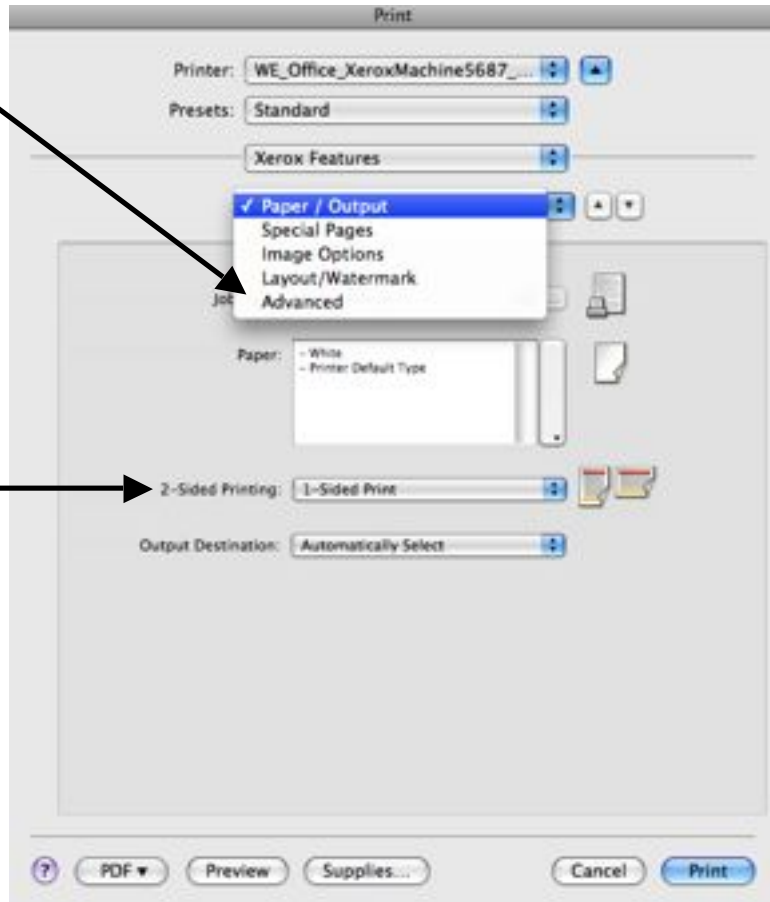 Print
Printer: WE_Office_XeroxMachine5687_...
Presets: Standard
Xerox Features
✓ Paper / Output
Special Pages
Image Options
Layout/Watermark
Advanced
Job
Paper: - White
- Printer Default Type
2-Sided Printing: 1-Sided Print
Output Destination: Automatically Select
? PDF ▾ Preview Supplies... Cancel Print